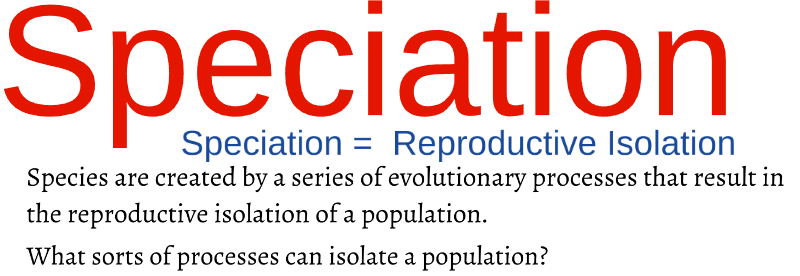 Speciation
Speciation = Reproductive Isolation
Species are created by a series of evolutionary processes that result in
the reproductive isolation of a population.
What sorts of processes can isolate a population?